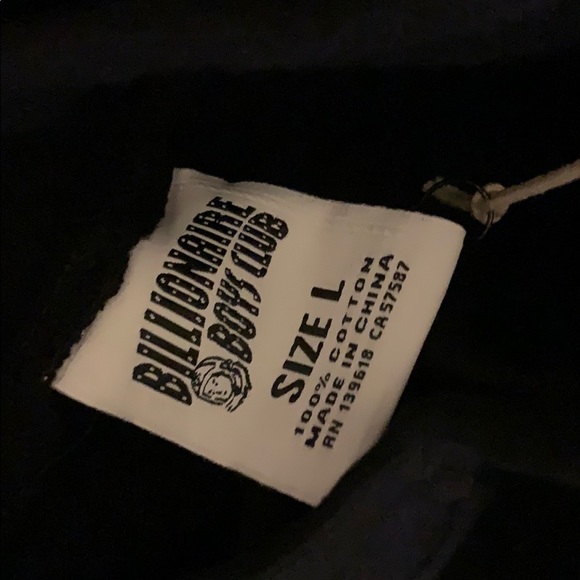 BILLIONAIRE
BOYS CLUB
SIZE L
100% COTTON
MADE IN CHINA
RN 139618 CA57587